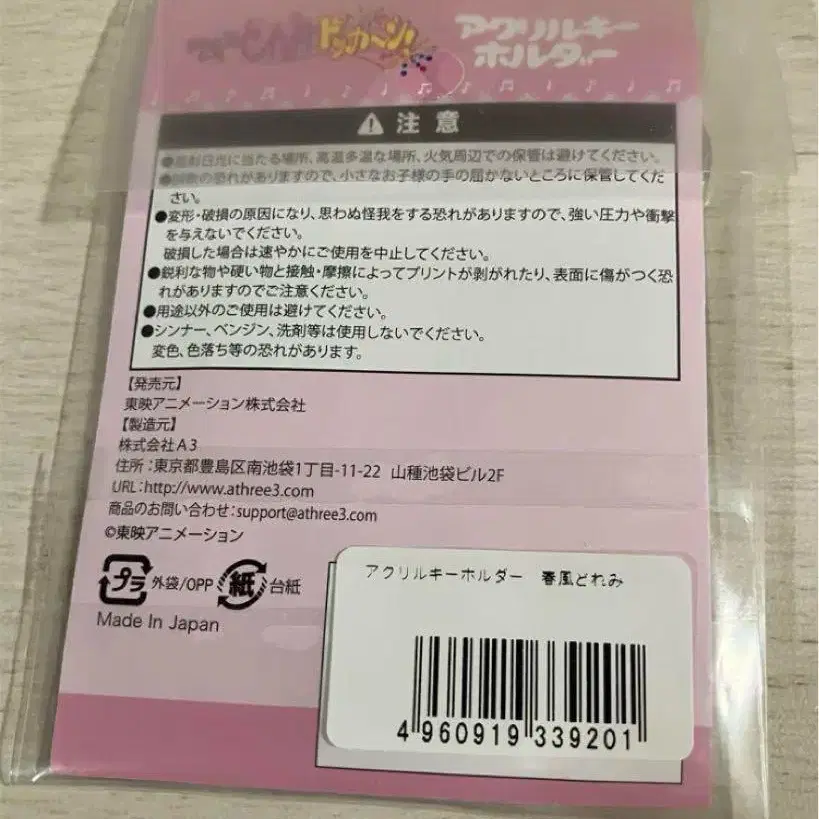 ドッカ〜ン!
アクリルキー
ホルダー
注意
●直射日光に当たる場所、高温多湿な場所、火気周辺での保管は避けてください。
の恐れがありますので、小さなお子様の手の届かないところに保管してくだ
さい。
●変形・破損の原因になり、思わぬ怪我をする恐れがありますので、強い圧力や衝撃
を与えないでください。
破損した場合は速やかにご使用を中止してください。
●鋭利な物や硬い物と接触・摩擦によってプリントが剥がれたり、表面に傷がつく恐
れがありますのでご注意ください。
●用途以外のご使用は避けてください。
●シンナー、ベンジン、洗剤等は使用しないでください。
変色、色落ち等の恐れがあります。
【発売元】
東映アニメーション株式会社
【製造元】
株式会社A3
住所:東京都豊島区南池袋1丁目-11-22 山種池袋ビル2F
URL:http://www.athree3.com
商品のお問い合わせ:support@athree3.com
©東映アニメーション
プラ 外袋/OPP 紙 台紙
Made In Japan
アクリルキーホルダー 春風どれみ
4 960919 339201